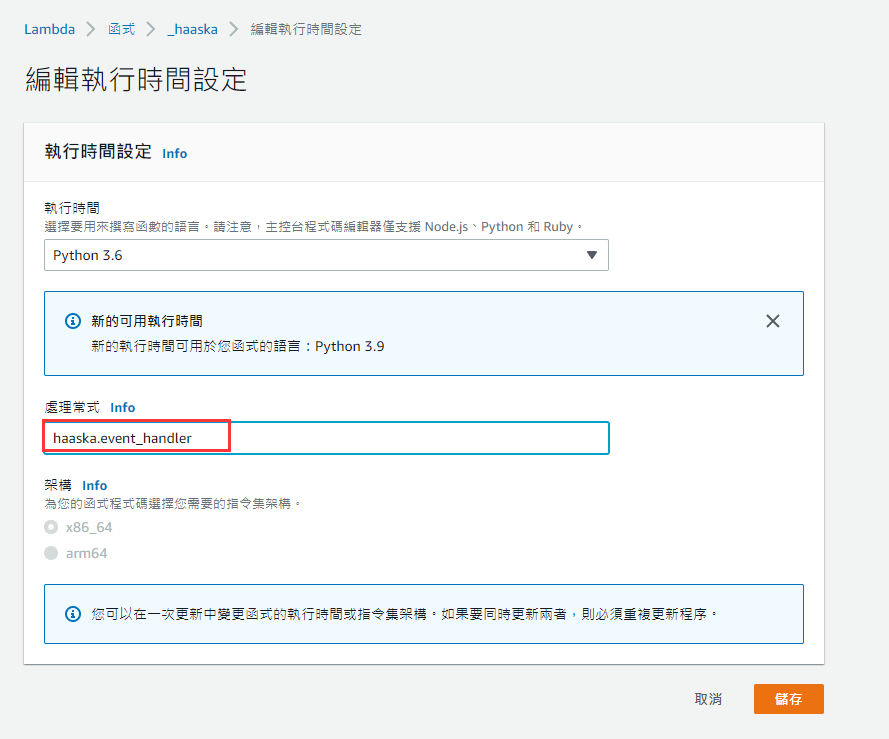 Lambda > 函式 > _haaska > 編輯執行時間設定
編輯執行時間設定
執行時間設定 Info
執行時間
選擇要用來撰寫函數的語言。請注意，主控台程式碼編輯器僅支援 Node.js、Python 和 Ruby。
Python 3.6
新的可用執行時間
新的執行時間可用於您函式的語言：Python 3.9
處理常式 Info
haaska.event_handler
架構 Info
為您的函式程式碼選擇您需要的指令集架構。
x86_64
arm64
您可以在一次更新中變更函式的執行時間或指令集架構。如果要同時更新兩者，則必須重複更新程序。
取消 儲存